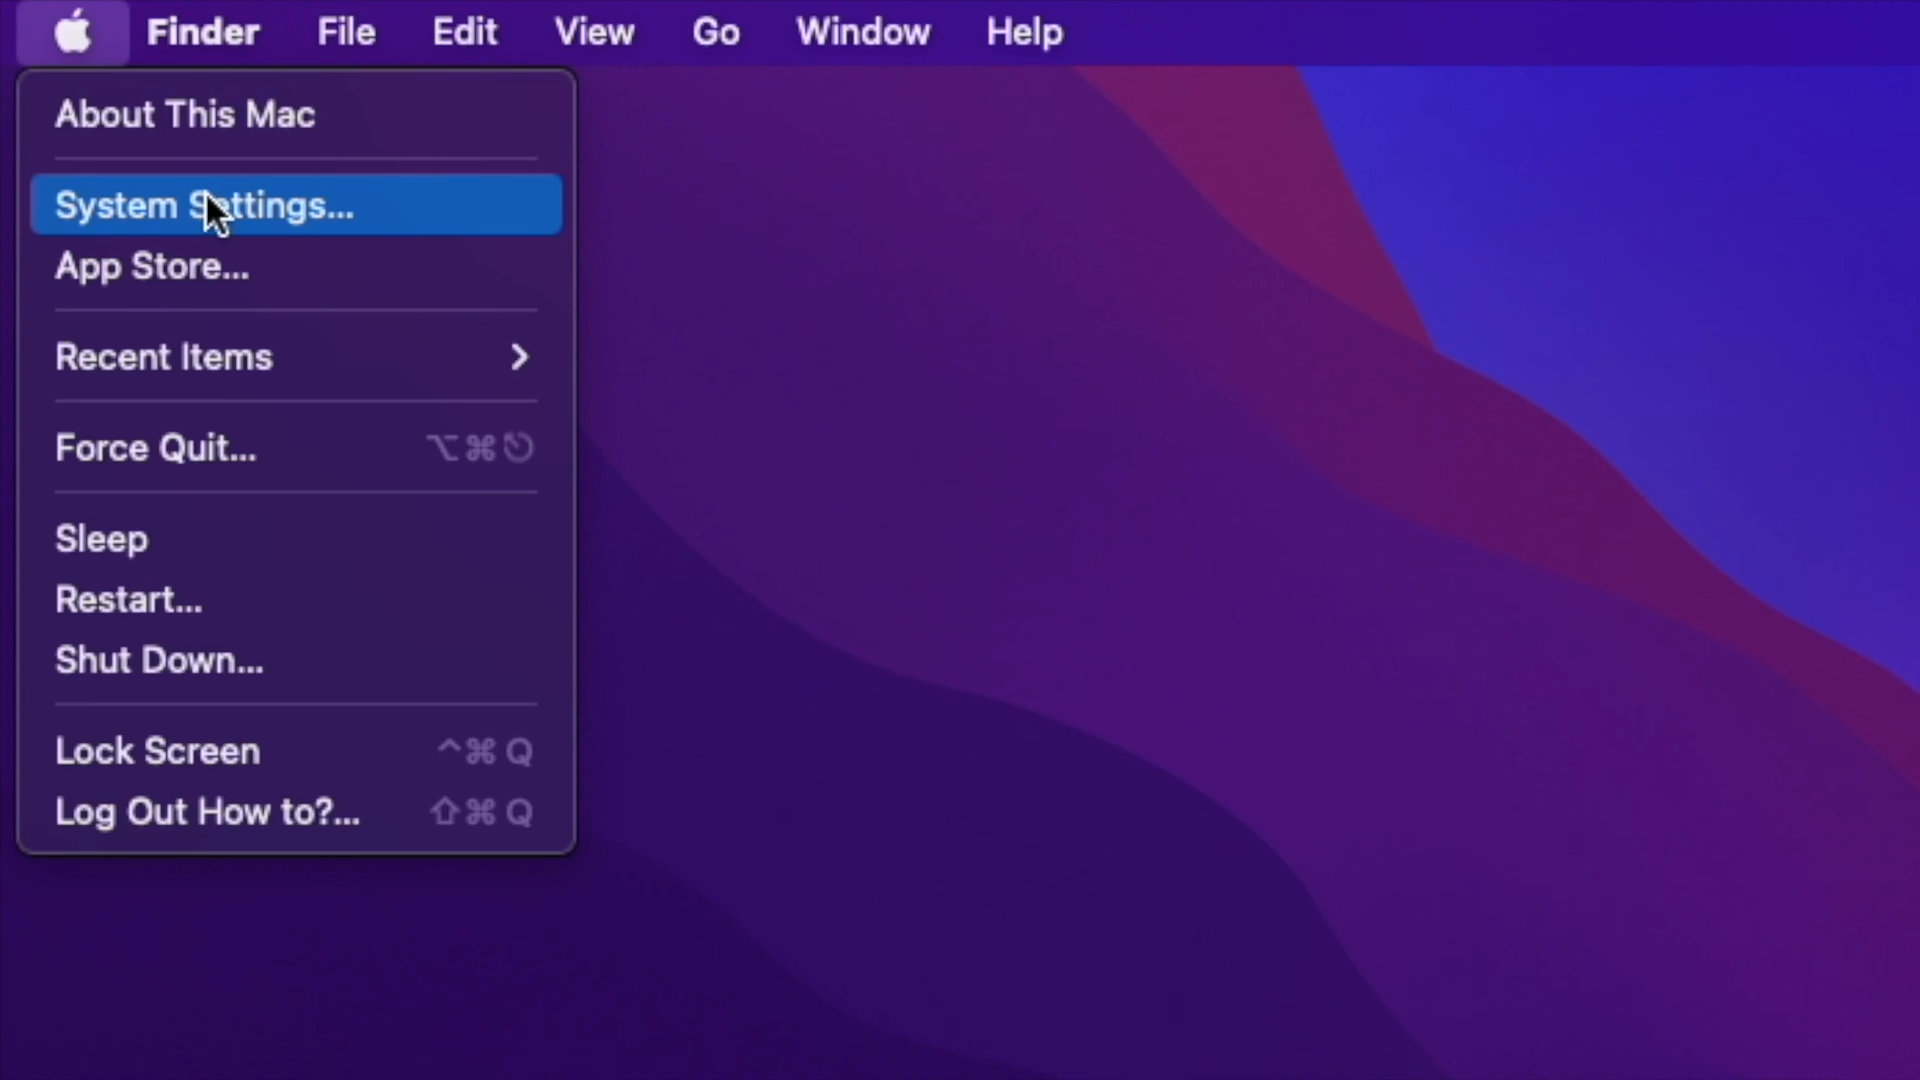 Finder File Edit View Go Window Help
About This Mac
System Settings...
App Store...
Recent Items
Force Quit... ⌥⌘⎋
Sleep
Restart...
Shut Down...
Lock Screen ^⌘Q
Log Out How to?... ⇧⌘Q